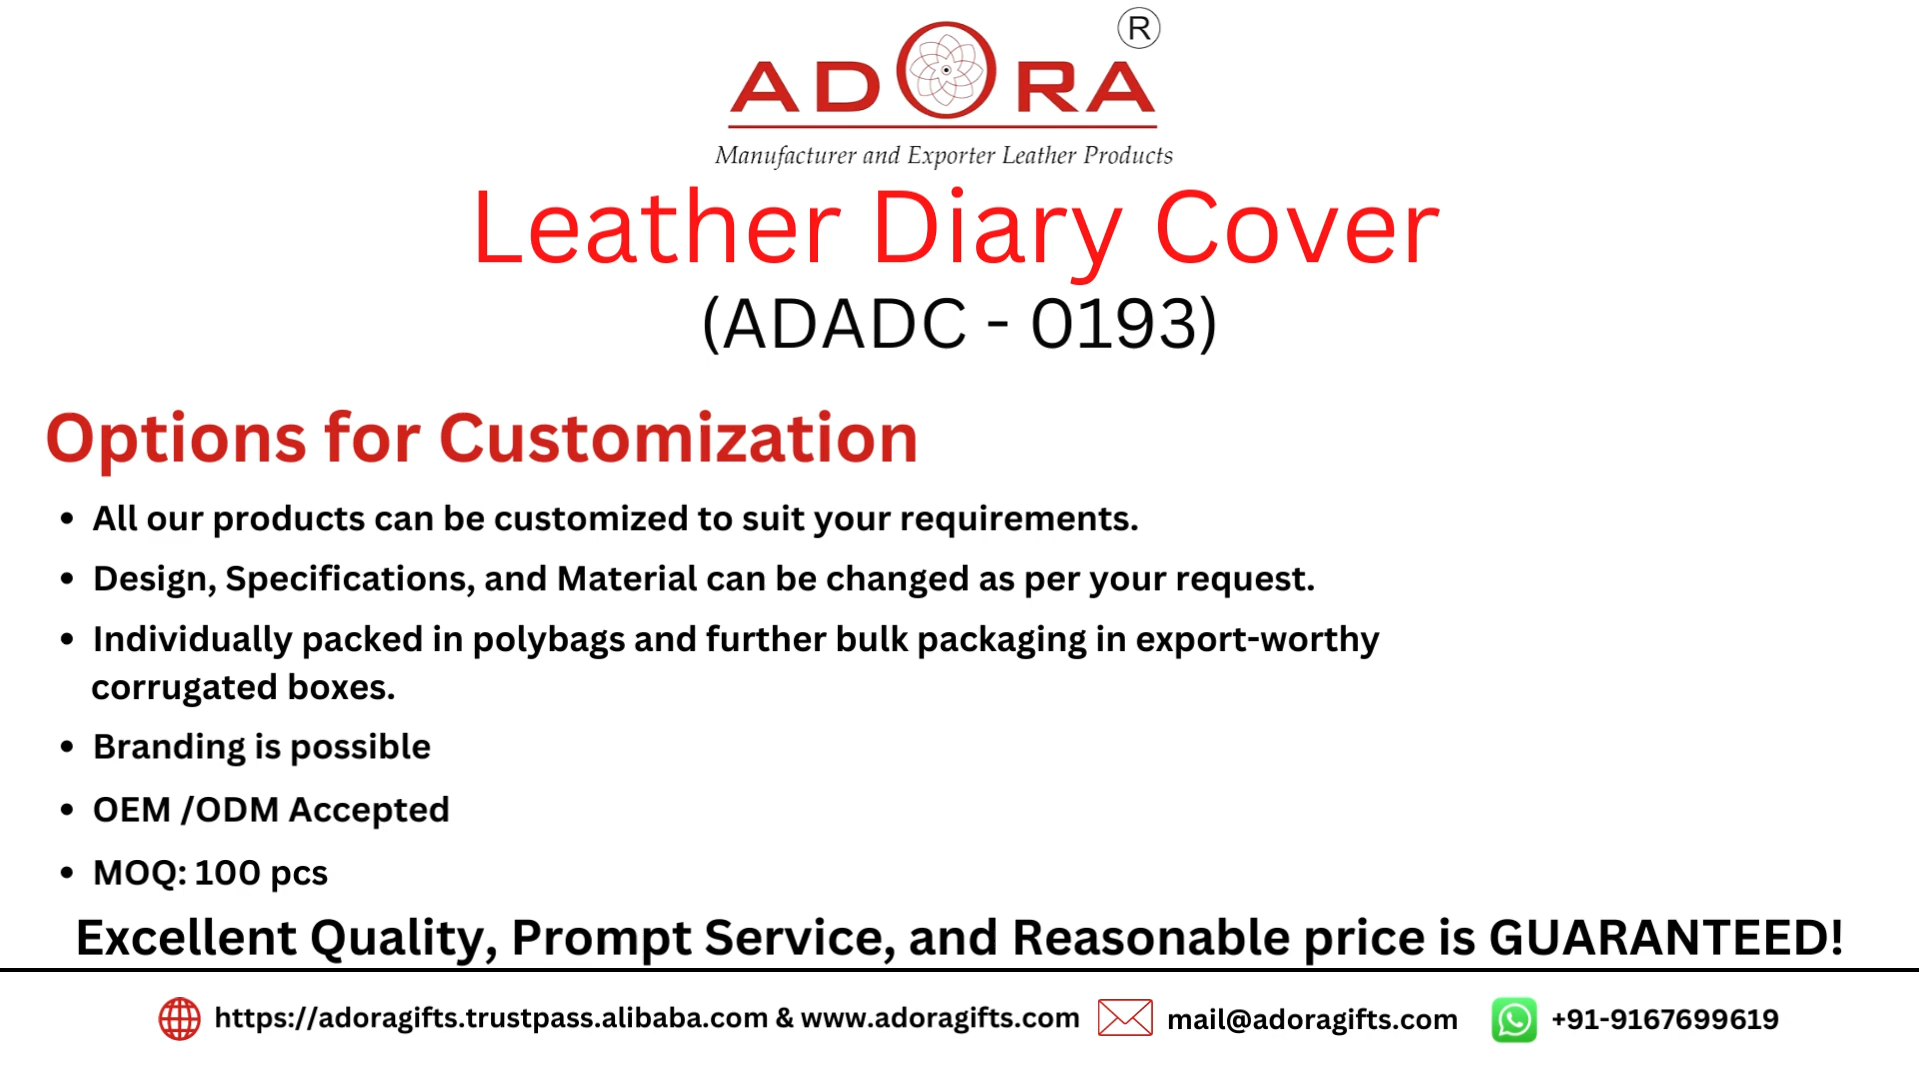 ADORA ®
Manufacturer and Exporter Leather Products
Leather Diary Cover
(ADADC - 0193)
Options for Customization
• All our products can be customized to suit your requirements.
• Design, Specifications, and Material can be changed as per your request.
• Individually packed in polybags and further bulk packaging in export-worthy
corrugated boxes.
• Branding is possible
• OEM /ODM Accepted
• MOQ: 100 pcs
Excellent Quality, Prompt Service, and Reasonable price is GUARANTEED!
https://adoragifts.trustpass.alibaba.com & www.adoragifts.com mail@adoragifts.com +91-9167699619